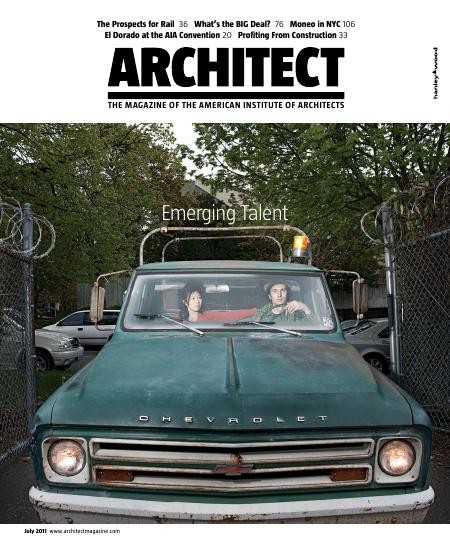 The Prospects for Rail 36 What's the BIG Deal? 76 Moneo in NYC 106
El Dorado at the AIA Convention 20 Profiting From Construction 33
hanley▲wood
ARCHITECT
THE MAGAZINE OF THE AMERICAN INSTITUTE OF ARCHITECTS
Emerging Talent
CHEVROLET
July 2011 www.architectmagazine.com